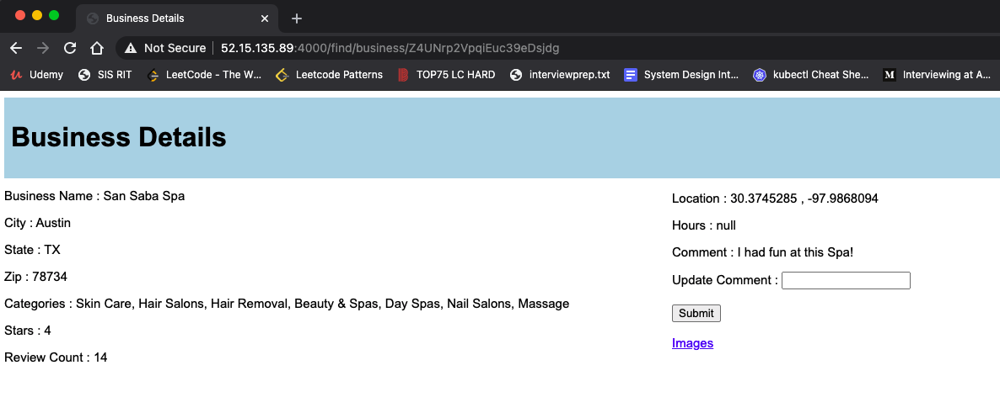 Business Details
Not Secure 52.15.135.89:4000/find/business/Z4UNrp2VpqiEuc39eDsjdg
Udemy SIS RIT LeetCode - The W... Leetcode Patterns TOP75 LC HARD interviewprep.txt System Design Int... kubectl Cheat She... Interviewing at A...
Business Details
Business Name : San Saba Spa
City : Austin
State : TX
Zip : 78734
Categories : Skin Care, Hair Salons, Hair Removal, Beauty & Spas, Day Spas, Nail Salons, Massage
Stars : 4
Review Count : 14
Location : 30.3745285 , -97.9868094
Hours : null
Comment : I had fun at this Spa!
Update Comment :
Submit
Images